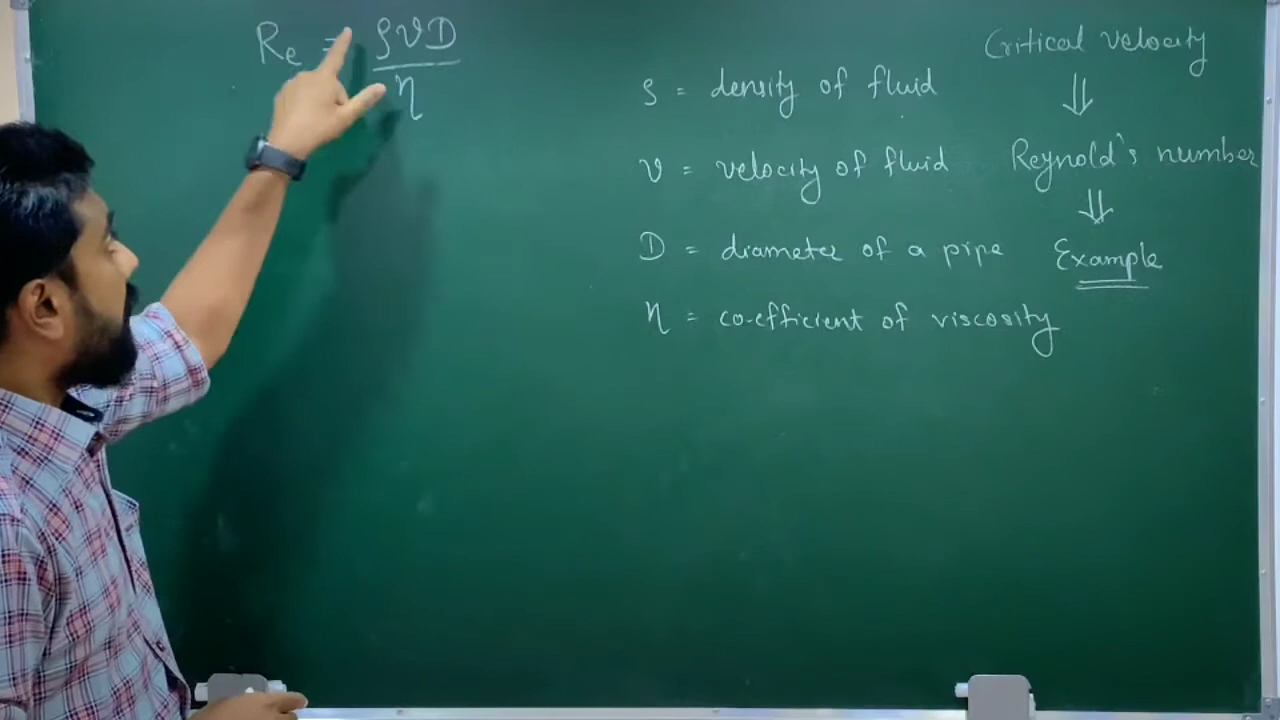 Re = ρVD
η
ρ = density of fluid
v = velocity of fluid
D = diameter of a pipe
η = co-efficient of viscosity
Critical velocity
⇓
Reynold's number
⇓
Example